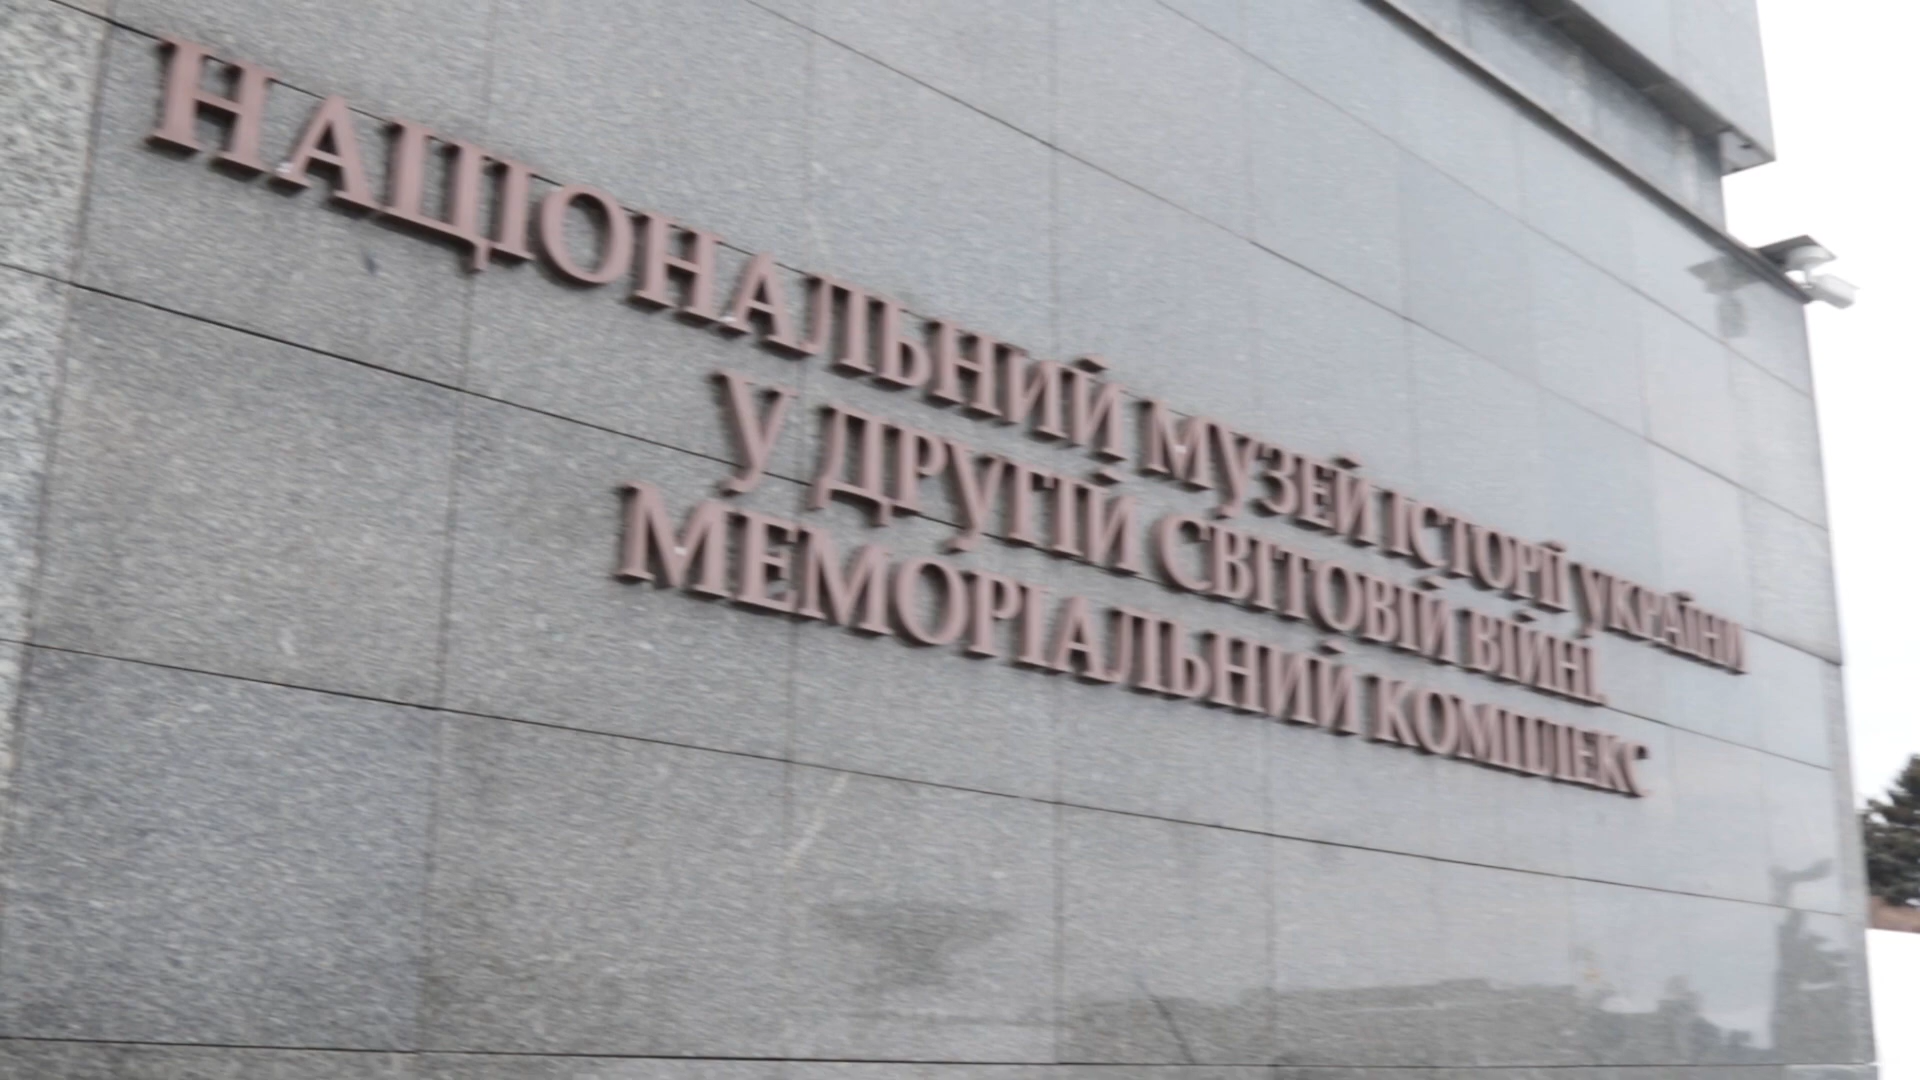 НАЦІОНАЛЬНИЙ МУЗЕЙ ІСТОРІЇ УКРАЇНИ
У ДРУГІЙ СВІТОВІЙ ВІЙНІ.
МЕМОРІАЛЬНИЙ КОМПЛЕКС